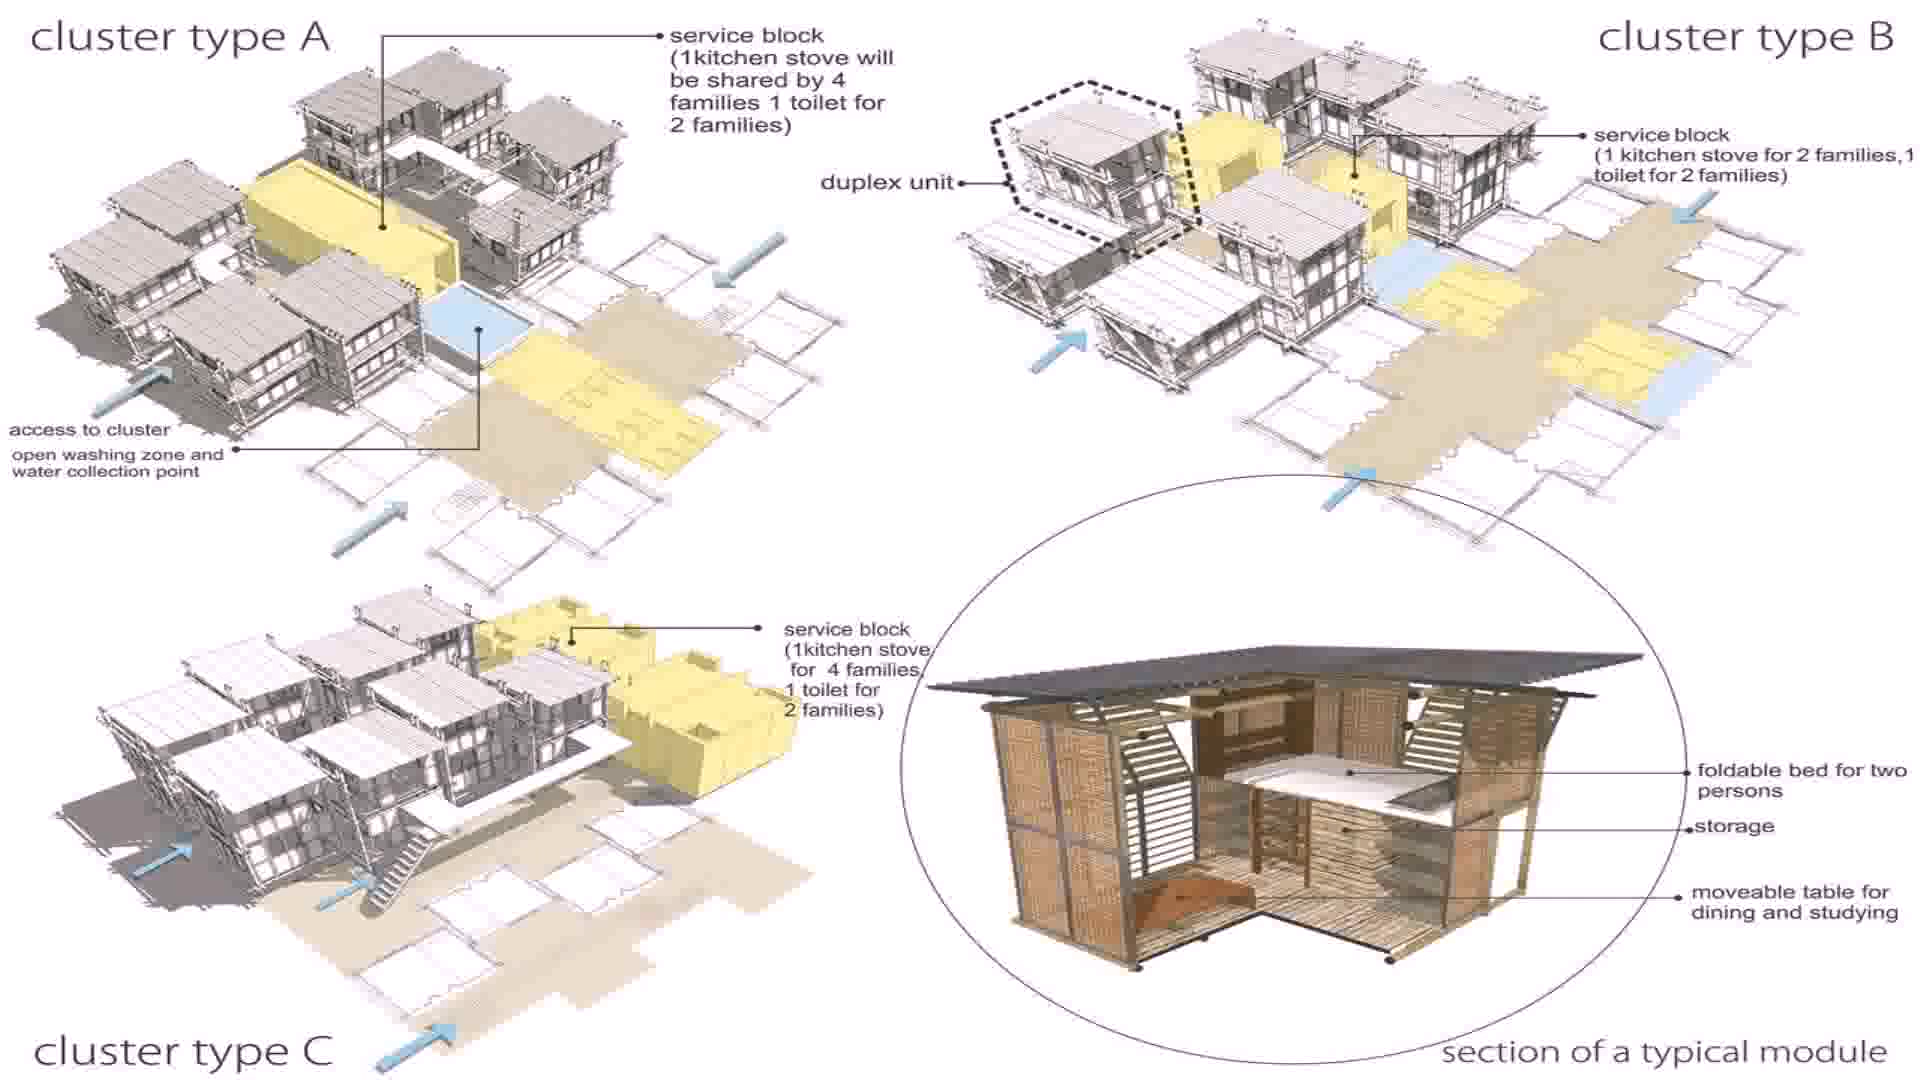 cluster type A
service block
(1kitchen stove will
be shared by 4
families 1 toilet for
2 families)
access to cluster
open washing zone and
water collection point
cluster type B
duplex unit
service block
(1 kitchen stove for 2 families,1
toilet for 2 families)
cluster type C
service block
(1kitchen stove
for 4 families,
1 toilet for
2 families)
foldable bed for two
persons
storage
moveable table for
dining and studying
section of a typical module